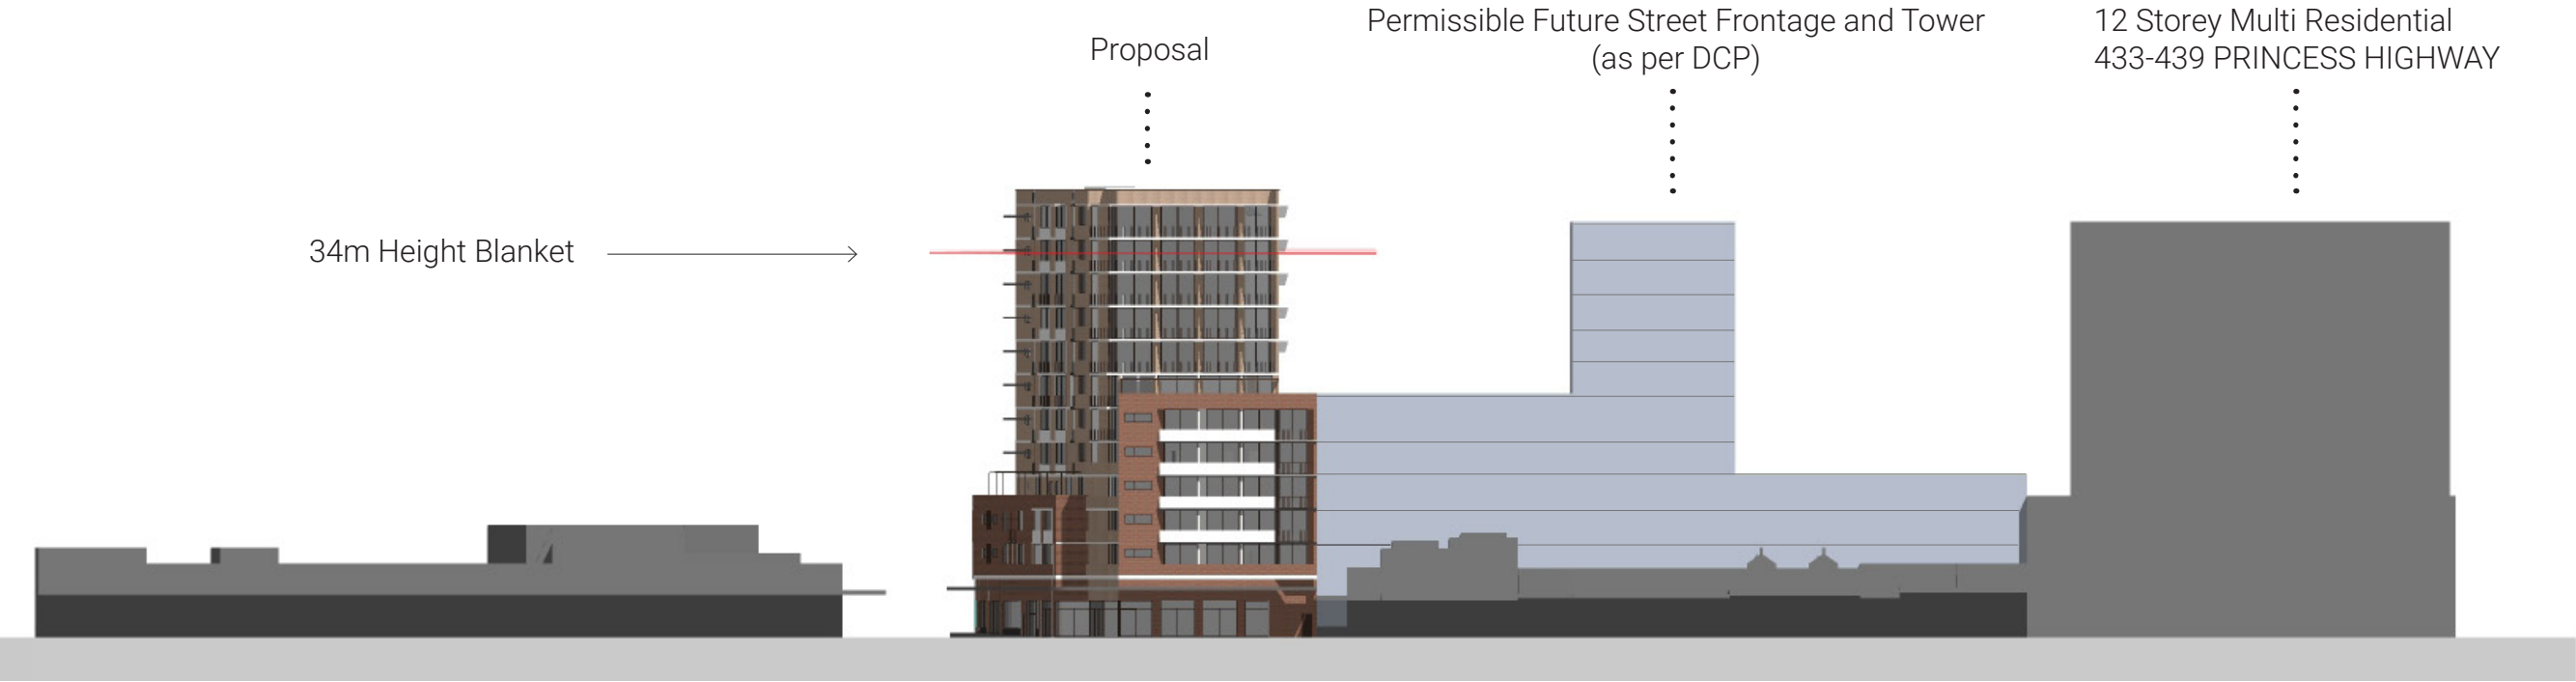 Proposal
Permissible Future Street Frontage and Tower
(as per DCP)
12 Storey Multi Residential
433-439 PRINCESS HIGHWAY
34m Height Blanket